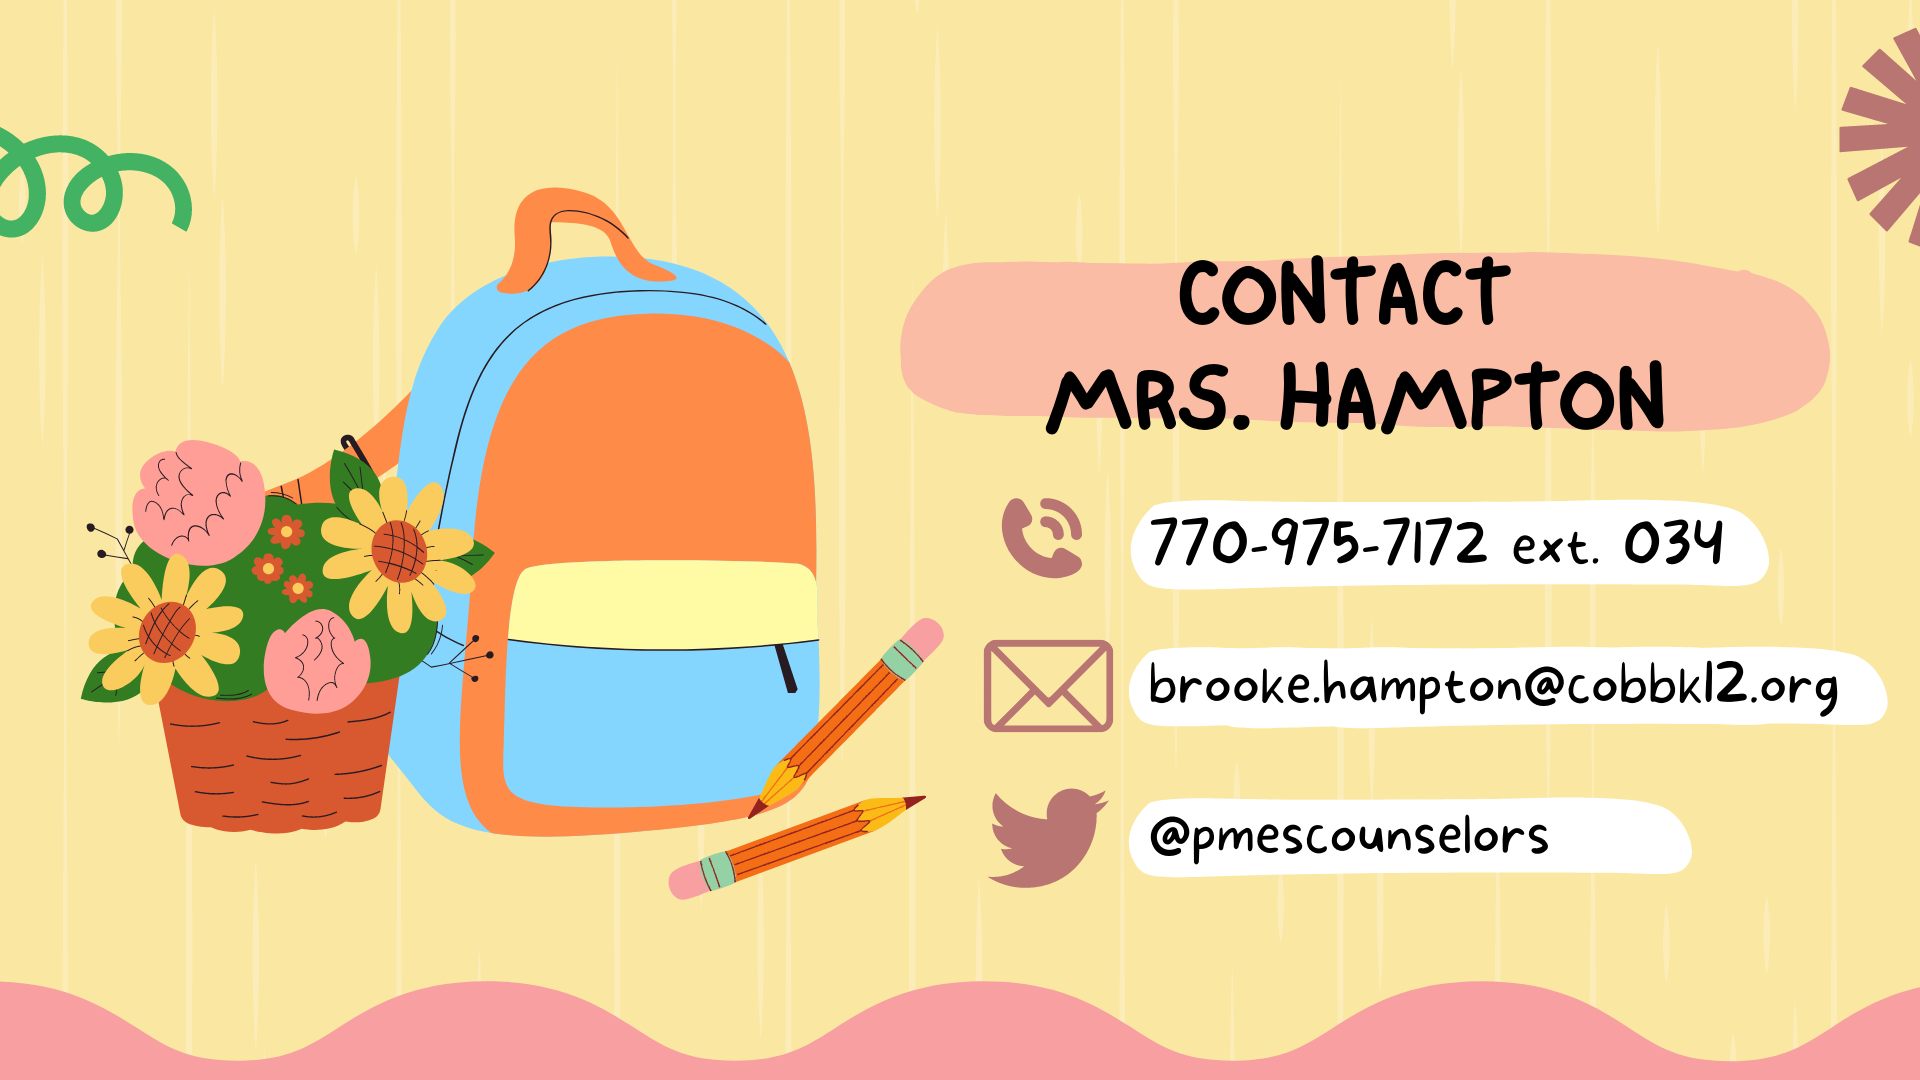 CONTACT
MRS. HAMPTON
770-975-7172 ext. 034
brooke.hampton@cobbk12.org
@pmescounselors